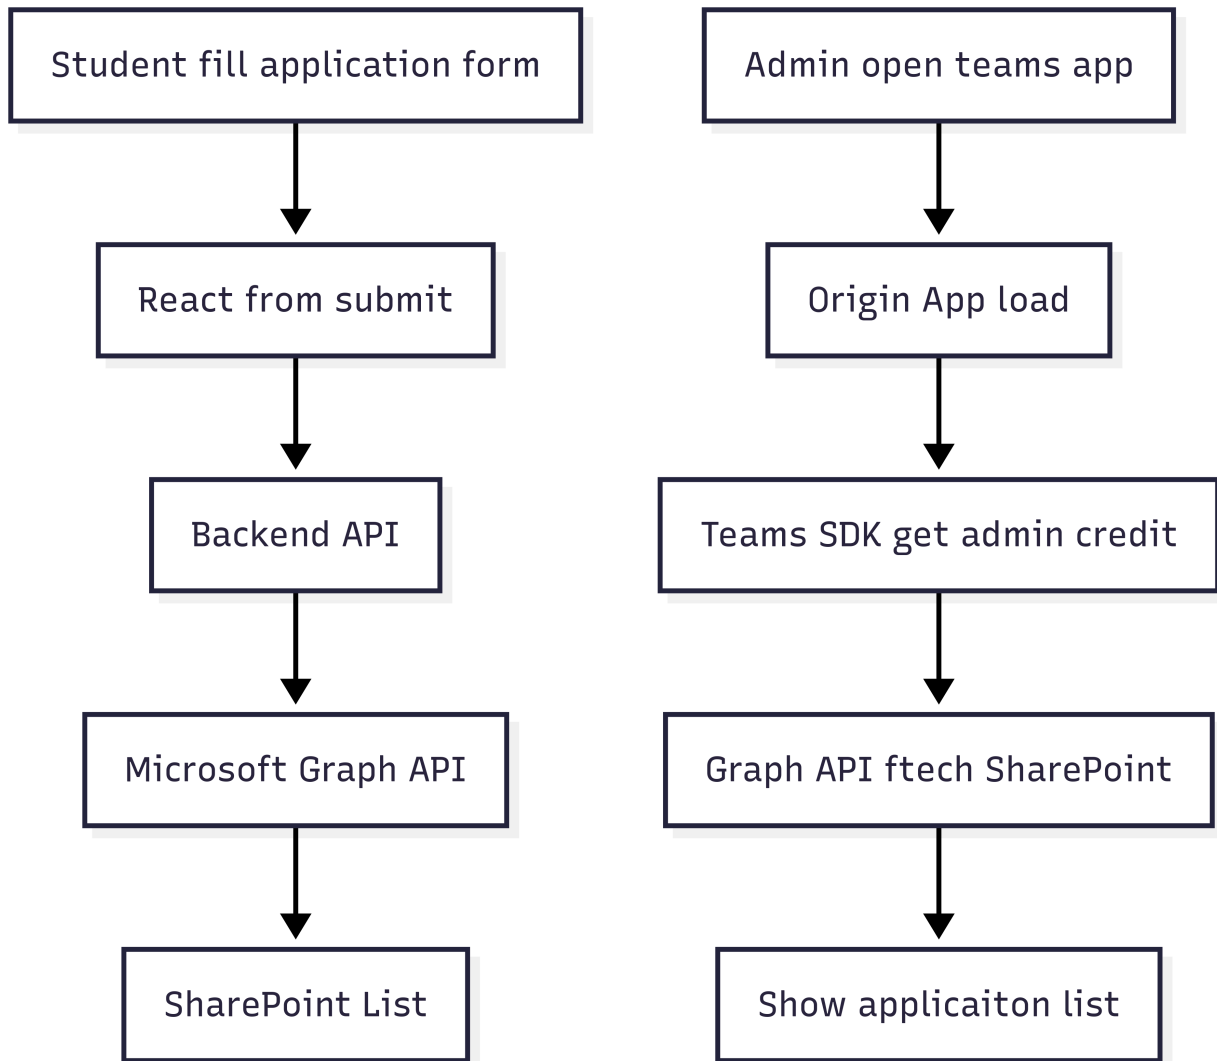 Student fill application form
React from submit
Backend API
Microsoft Graph API
SharePoint List
Admin open teams app
Origin App load
Teams SDK get admin credit
Graph API ftech SharePoint
Show applicaiton list